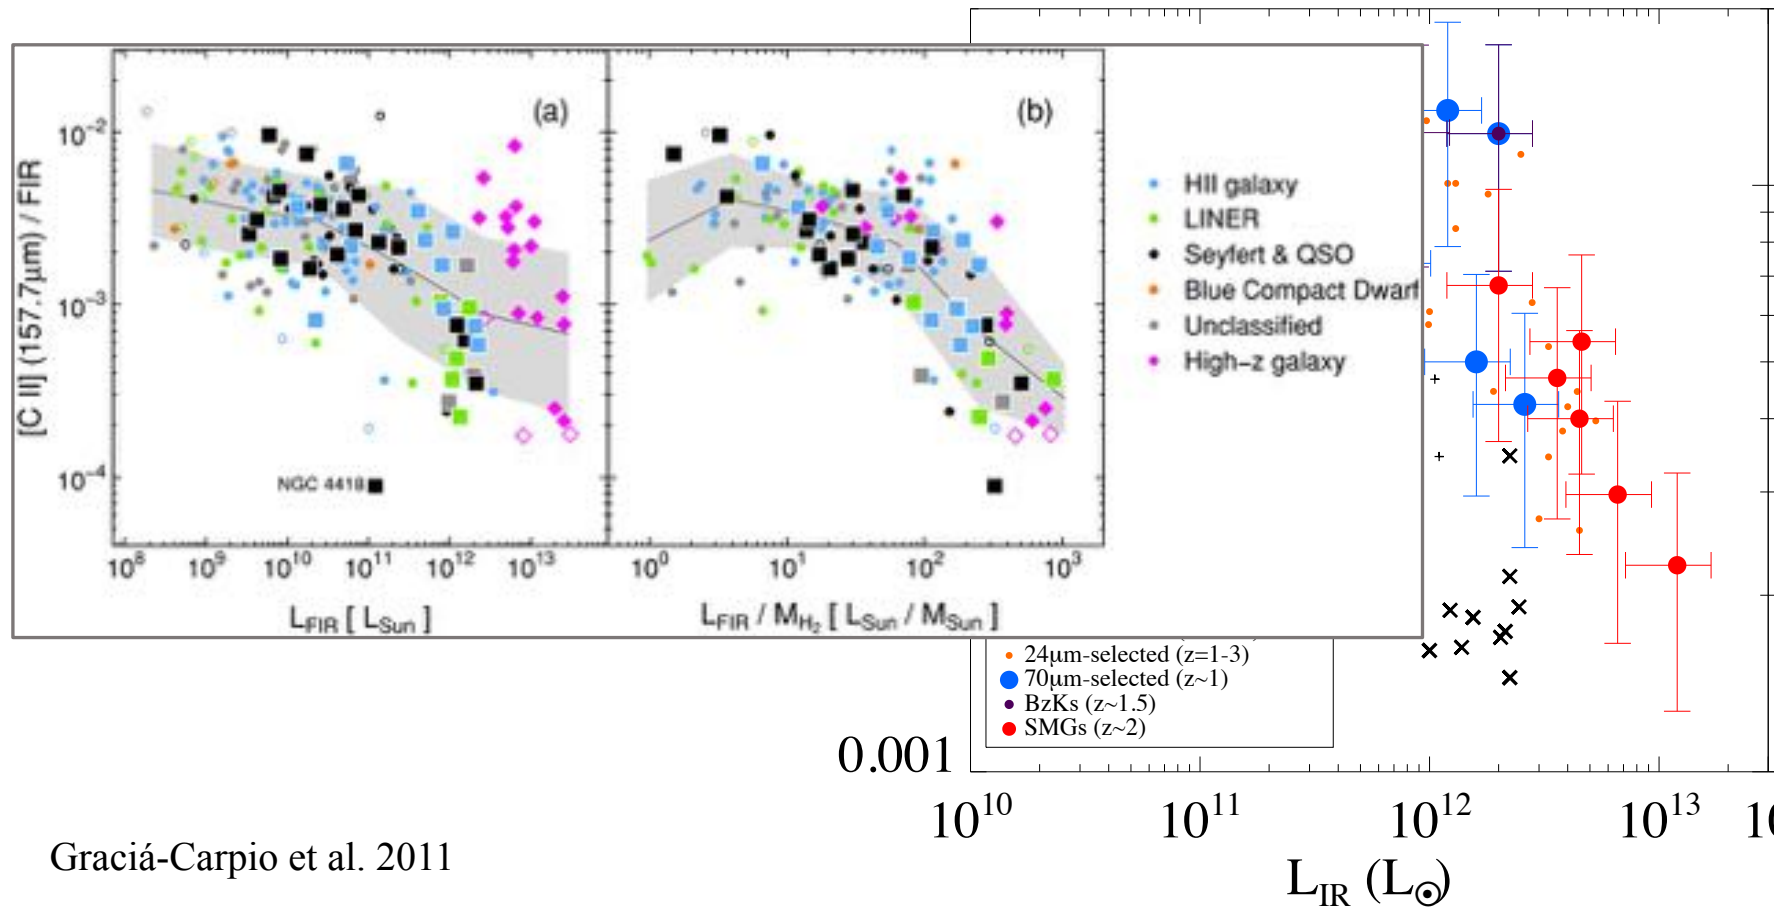 (a)
(b)
[C II] (157.7μm) / FIR
10⁻²
10⁻³
10⁻⁴
NGC 4418
10⁸ 10⁹ 10¹⁰ 10¹¹ 10¹² 10¹³
10⁰ 10¹ 10² 10³
L_FIR [ L_Sun ]
L_FIR / M_H₂ [ L_Sun / M_Sun ]
HII galaxy
LINER
Seyfert & QSO
Blue Compact Dwarf
Unclassified
High-z galaxy
24μm-selected (z=1-3)
70μm-selected (z~1)
BzKs (z~1.5)
SMGs (z~2)
0.001
10¹⁰ 10¹¹ 10¹² 10¹³
L_IR (L_⊙)
Graciá-Carpio et al. 2011